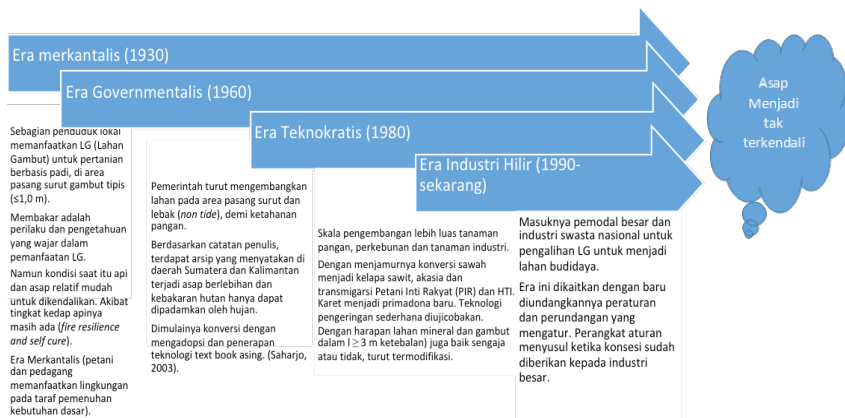 Era merkantalis (1930)
Era Governmentalis (1960)
Era Teknokratis (1980)
Era Industri Hilir (1990-
sekarang)
Asap
Menjadi
tak
terkendali
Sebagian penduduk lokal
memanfaatkan LG (Lahan
Gambut) untuk pertanian
berbasis padi, di area
pasang surut gambut tipis
(≤1,0 m).
Membakar adalah
perilaku dan pengetahuan
yang wajar dalam
pemanfaatan LG.
Namun kondisi saat itu api
dan asap relatif mudah
untuk dikendalikan. Akibat
tingkat kedap apinya
masih ada (fire resilience
and self cure).
Era Merkantalis (petani
dan pedagang
memanfaatkan lingkungan
pada taraf pemenuhan
kebutuhan dasar).
Pemerintah turut mengembangkan
lahan pada area pasang surut dan
lebak (non tide), demi ketahanan
pangan.
Berdasarkan catatan penulis,
terdapat arsip yang menyatakan di
daerah Sumatera dan Kalimantan
terjadi asap berlebihan dan
kebakaran hutan hanya dapat
dipadamkan oleh hujan.
Dimulainya konversi dengan
mengadopsi dan penerapan
teknologi text book asing. (Saharjo,
2003).
Skala pengembangan lebih luas tanaman
pangan, perkebunan dan tanaman industri.
Dengan menjamurnya konversi sawah
menjadi kelapa sawit, akasia dan
transmigrasi Petani Inti Rakyat (PIR) dan HTI.
Karet menjadi primadona baru. Teknologi
pengeringan sederhana diujicobakan.
Dengan harapan lahan mineral dan gambut
dalam l ≥ 3 m ketebalan) juga baik sengaja
atau tidak, turut termodifikasi.
Masuknya pemodal besar dan
industri swasta nasional untuk
pengalihan LG untuk menjadi
lahan budidaya.
Era ini dikaitkan dengan baru
diundangkannya peraturan
dan perundangan yang
mengatur. Perangkat aturan
menyusul ketika konsesi sudah
diberikan kepada industri
besar.